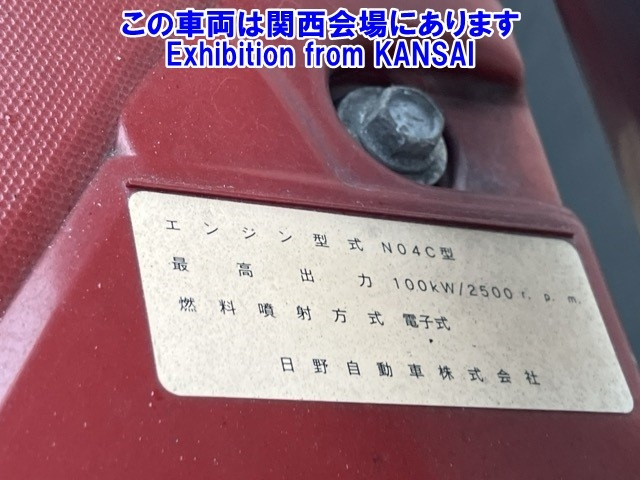 この車両は関西会場にあります
Exhibition from KANSAI
エンジン型式 N04C型
最高出力 100kW/2500 r.p.m.
燃料噴射方式 電子式
日野自動車株式会社